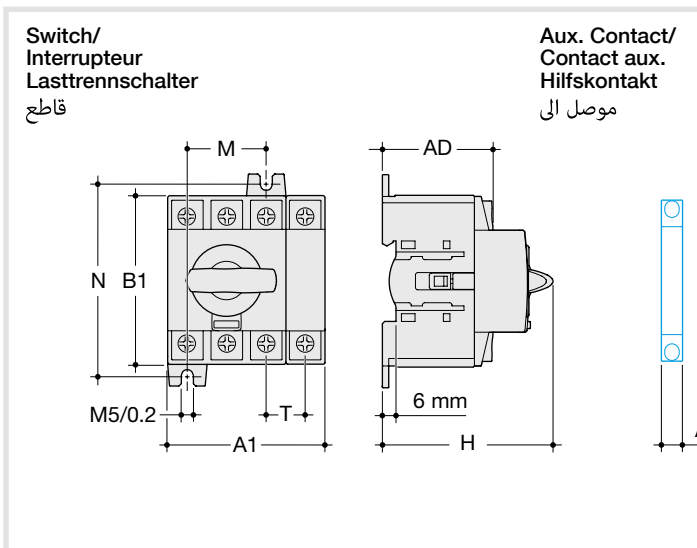 Switch/
Interrupteur
Lasttrennschalter
قاطع
Aux. Contact/
Contact aux.
Hilfskontakt
موصل الى
M
AD
N
B1
M5/0.2
T
A1
6 mm
H